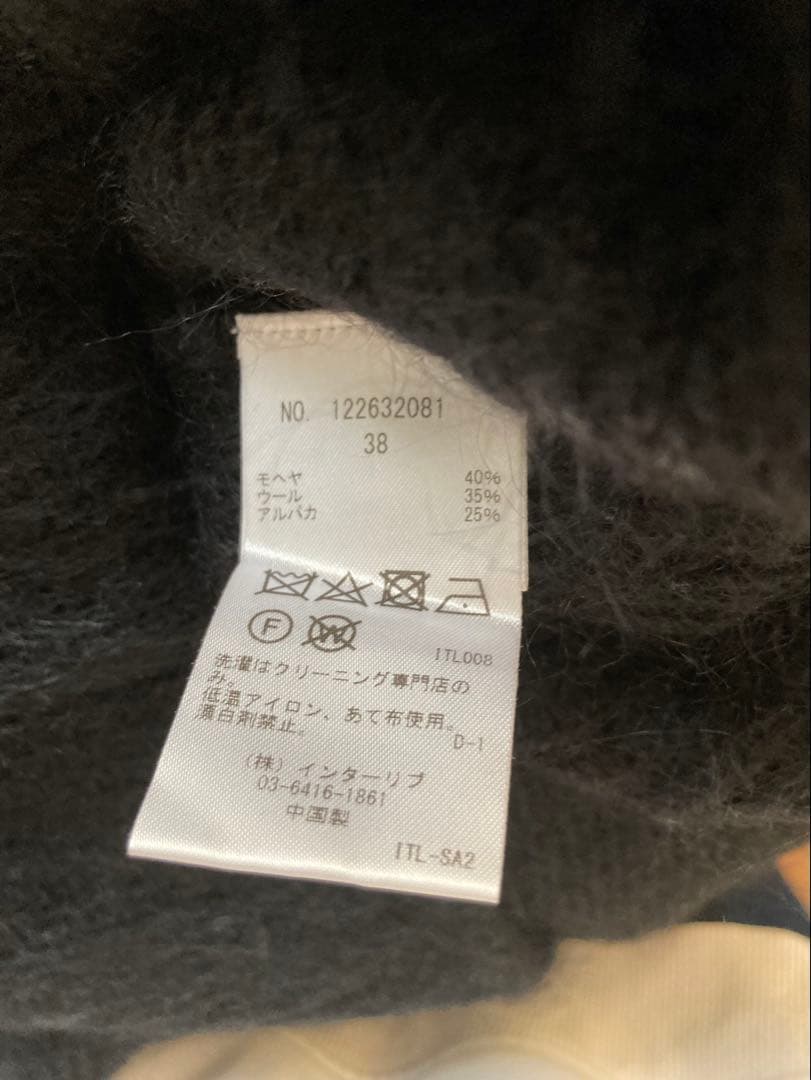 NO. 122632081
38
モヘヤ 40%
ウール 35%
アルパカ 25%
F W
ITL008
洗濯はクリーニング専門店の
み。
低温アイロン、あて布使用。
漂白剤禁止。
D-1
(株)インターリブ
03-6416-1861
中国製
ITL-SA2